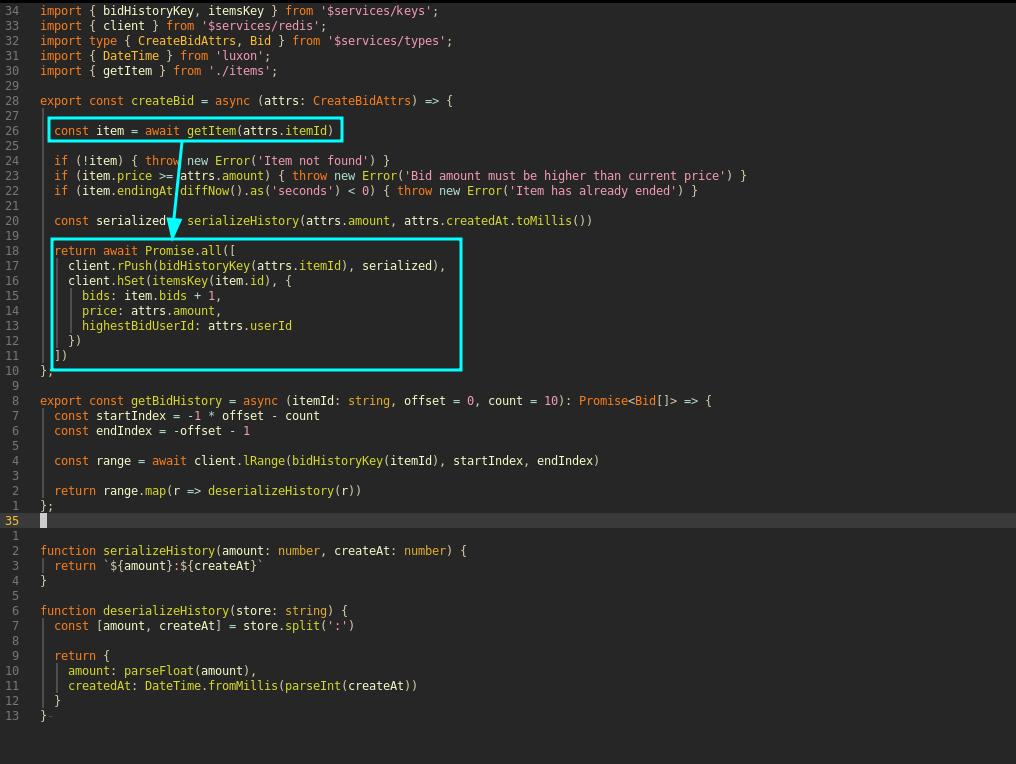 34 import { bidHistoryKey, itemsKey } from '$services/keys';
33 import { client } from '$services/redis';
32 import type { CreateBidAttrs, Bid } from '$services/types';
31 import { DateTime } from 'luxon';
30 import { getItem } from './items';
29
28 export const createBid = async (attrs: CreateBidAttrs) => {
27
26 const item = await getItem(attrs.itemId)
25
24 if (!item) { throw new Error('Item not found') }
23 if (item.price >= attrs.amount) { throw new Error('Bid amount must be higher than current price') }
22 if (item.endingAt.diffNow().as('seconds') < 0) { throw new Error('Item has already ended') }
21
20 const serialized = serializeHistory(attrs.amount, attrs.createdAt.toMillis())
19
18 return await Promise.all([
17 client.rPush(bidHistoryKey(attrs.itemId), serialized),
16 client.hSet(itemsKey(item.id), {
15 bids: item.bids + 1,
14 price: attrs.amount,
13 highestBidUserId: attrs.userId
12 })
11 ])
10 };
9
8 export const getBidHistory = async (itemId: string, offset = 0, count = 10): Promise<Bid[]> => {
7 const startIndex = -1 * offset - count
6 const endIndex = -offset - 1
5
4 const range = await client.lRange(bidHistoryKey(itemId), startIndex, endIndex)
3
2 return range.map(r => deserializeHistory(r))
1 };
35
1
2 function serializeHistory(amount: number, createAt: number) {
3 return `${amount}:${createAt}`
4 }
5
6 function deserializeHistory(store: string) {
7 const [amount, createAt] = store.split(':')
8
9 return {
10 amount: parseFloat(amount),
11 createdAt: DateTime.fromMillis(parseInt(createAt))
12 }
13 }